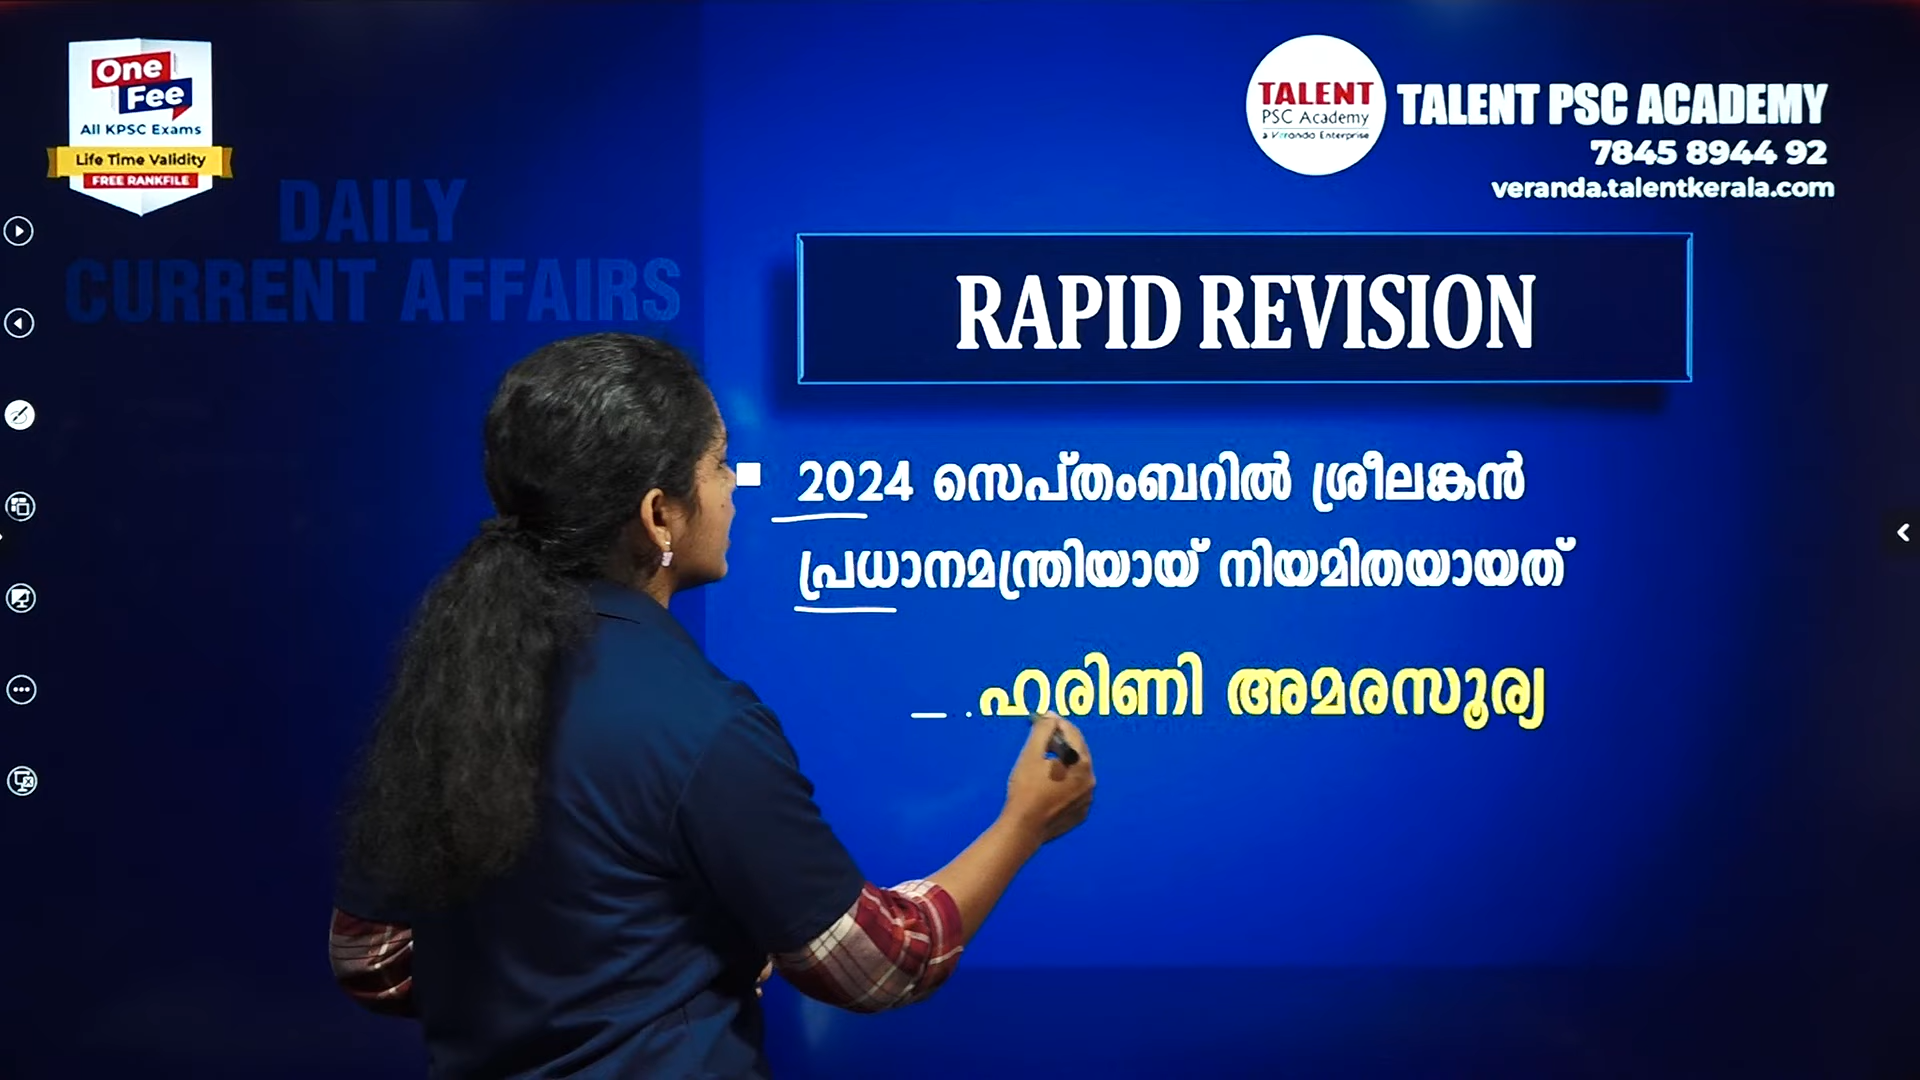 One
Fee
All KPSC Exams
Life Time Validity
FREE RANKFILE
TALENT
PSC Academy
a Veranda Enterprise
TALENT PSC ACADEMY
7845 8944 92
veranda.talentkerala.com
DAILY
CURRENT AFFAIRS
RAPID REVISION
2024 സെപ്തംബറിൽ ശ്രീലങ്കൻ
പ്രധാനമന്ത്രിയായ് നിയമിതയായത്
ഹരിണി അമരസൂര്യ